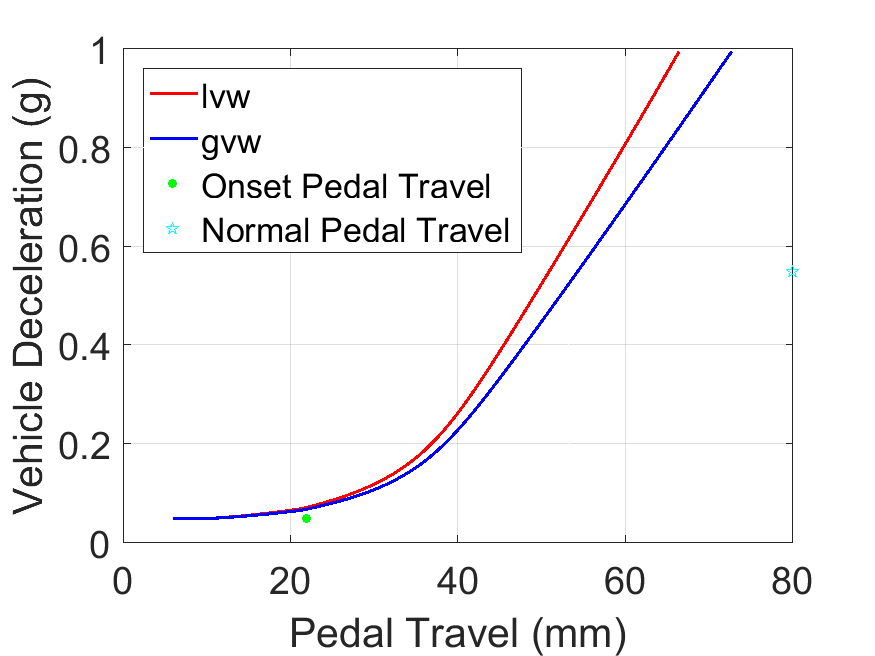 1
0.8
0.6
0.4
0.2
0
Vehicle Deceleration (g)
lvw
gvw
Onset Pedal Travel
Normal Pedal Travel
0 20 40 60 80
Pedal Travel (mm)